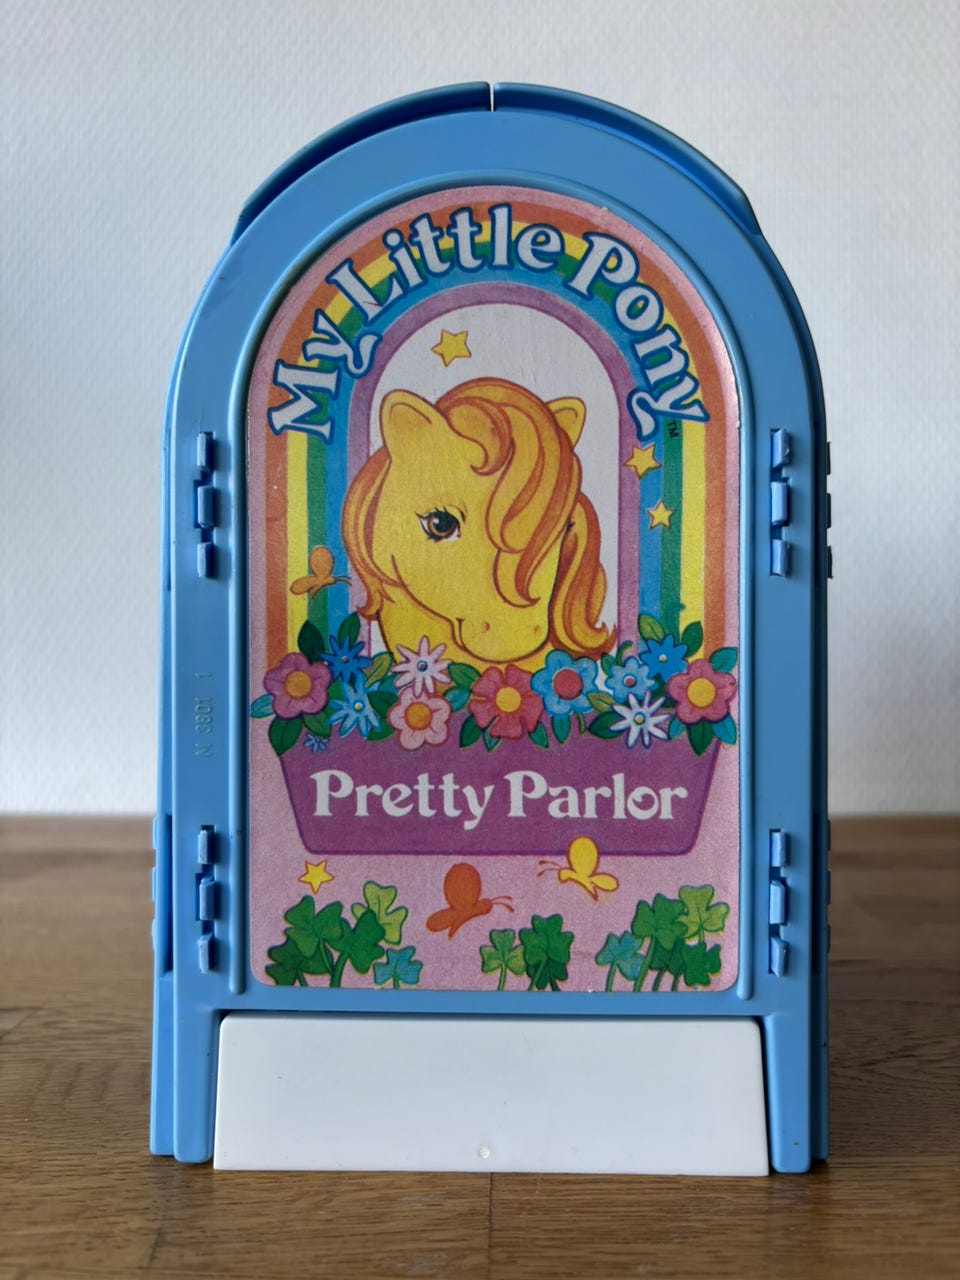 My Little Pony
TM
Pretty Parlor
N 3801 1